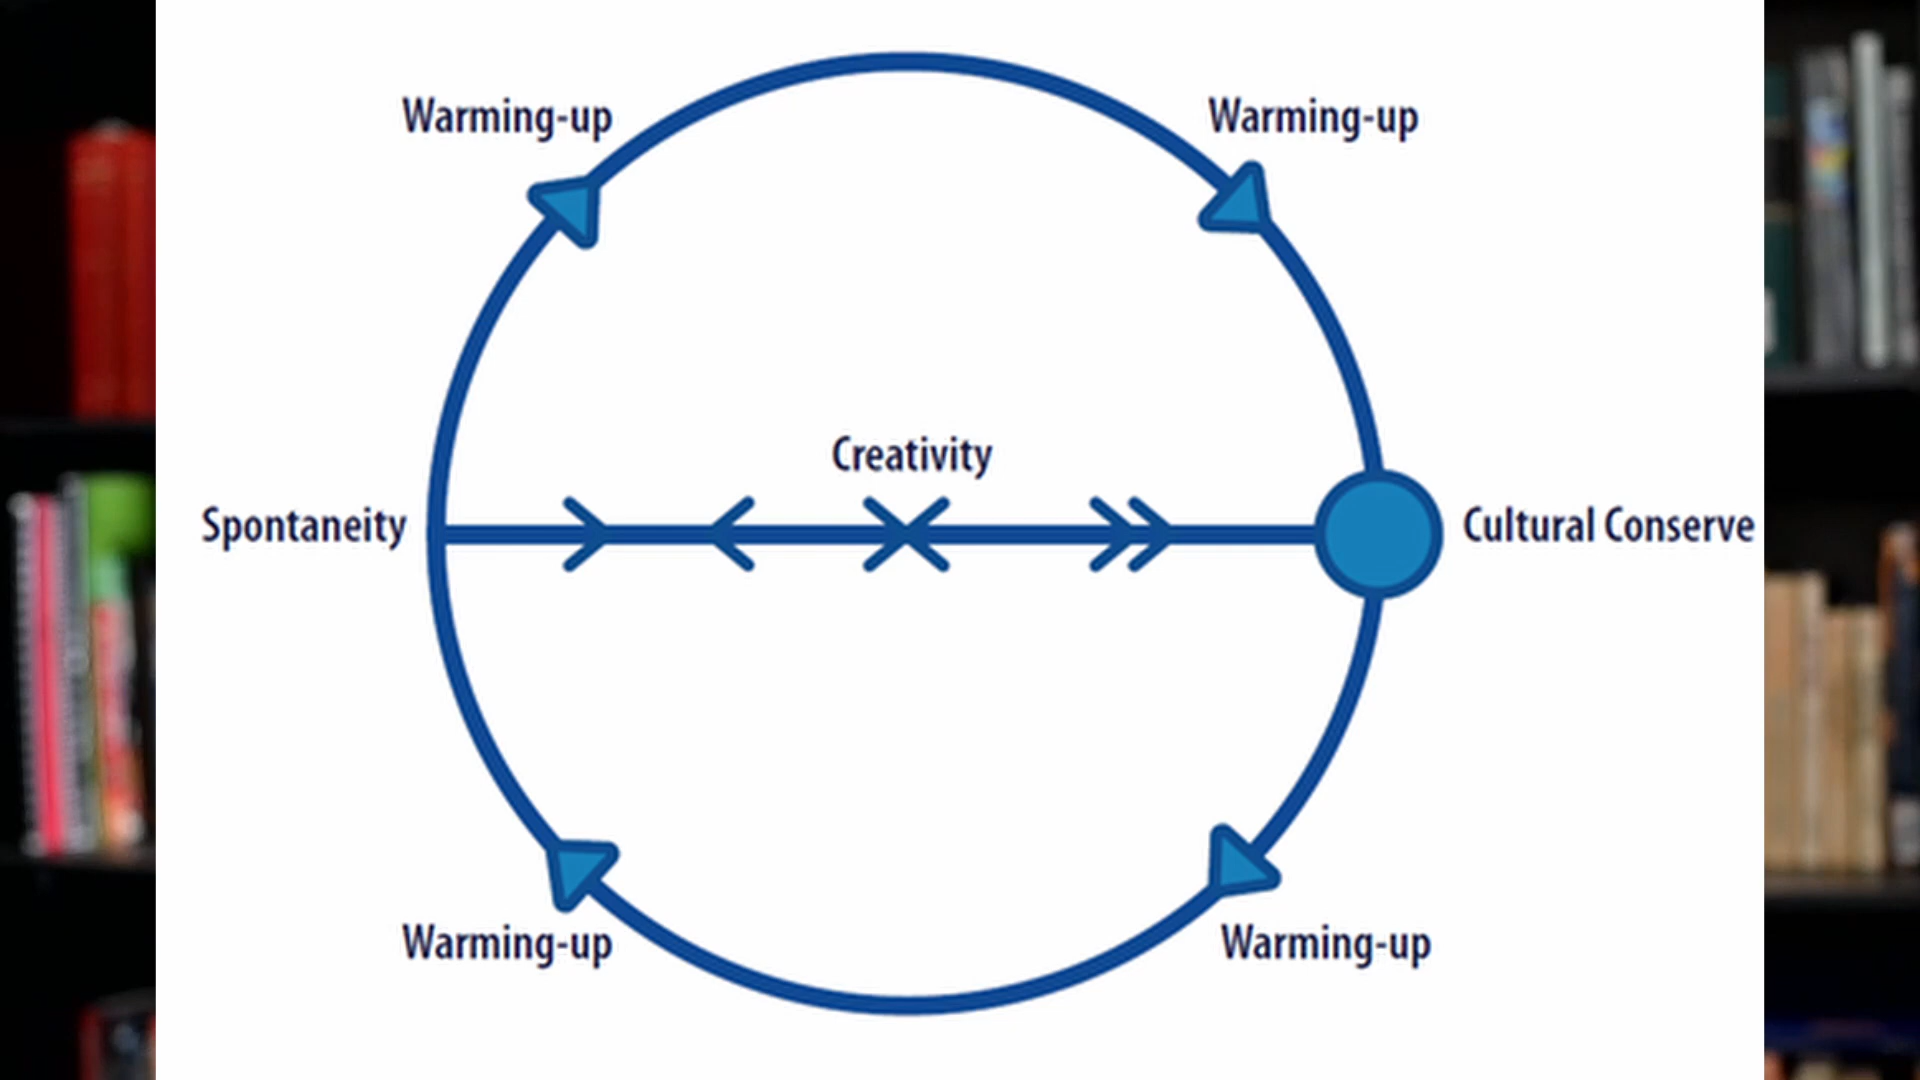 Warming-up
Warming-up
Creativity
Spontaneity
Cultural Conserve
Warming-up
Warming-up